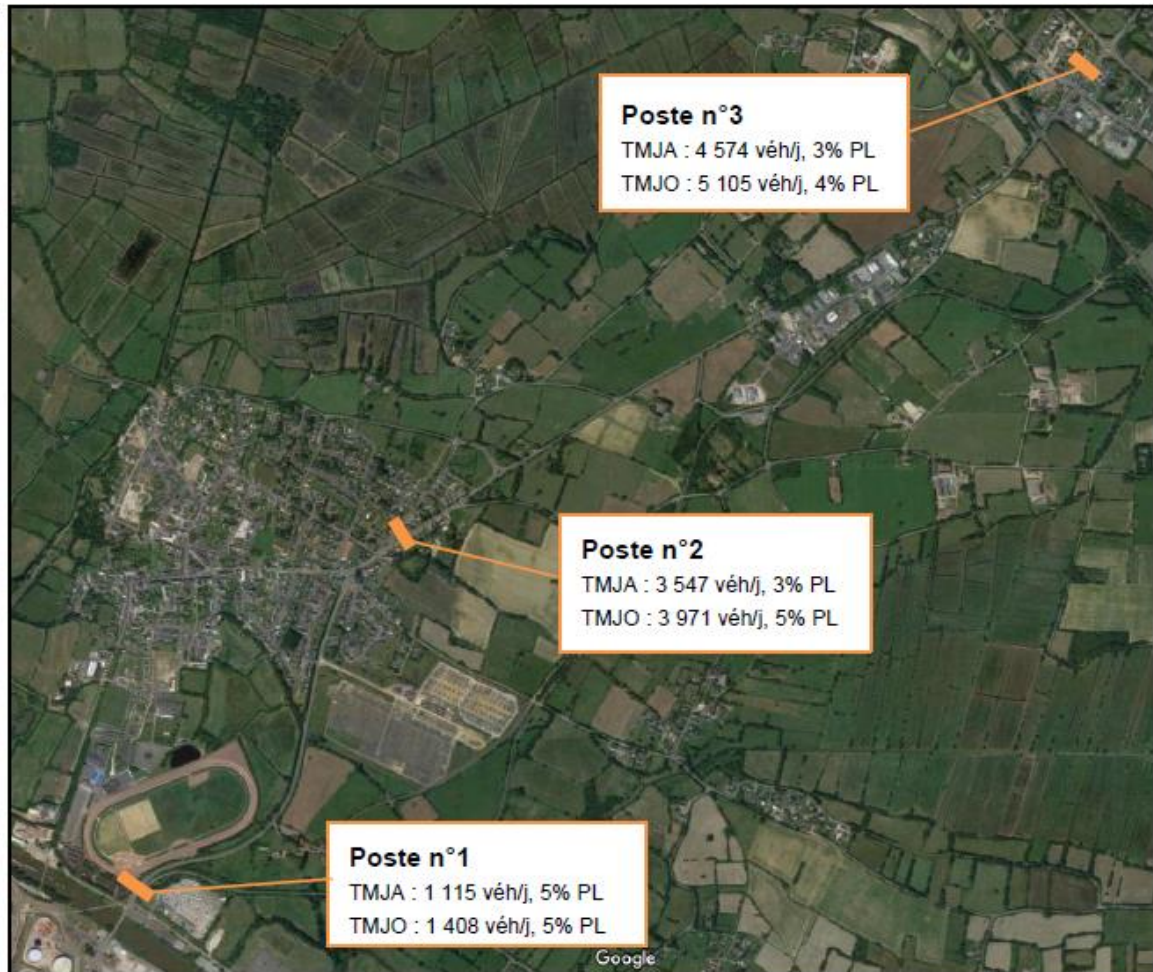 Poste n°3
TMJA : 4 574 véh/j, 3% PL
TMJO : 5 105 véh/j, 4% PL
Poste n°2
TMJA : 3 547 véh/j, 3% PL
TMJO : 3 971 véh/j, 5% PL
Poste n°1
TMJA : 1 115 véh/j, 5% PL
TMJO : 1 408 véh/j, 5% PL
Google